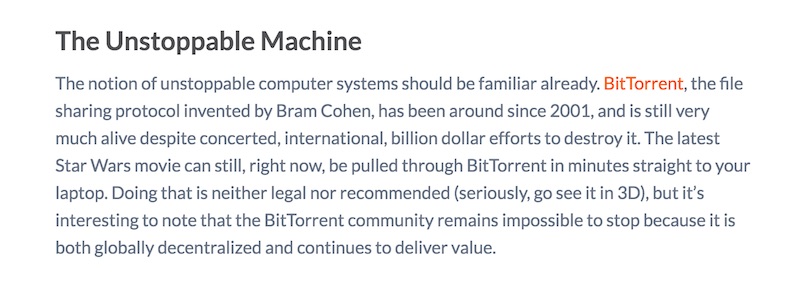 The Unstoppable Machine
The notion of unstoppable computer systems should be familiar already. BitTorrent, the file
sharing protocol invented by Bram Cohen, has been around since 2001, and is still very
much alive despite concerted, international, billion dollar efforts to destroy it. The latest
Star Wars movie can still, right now, be pulled through BitTorrent in minutes straight to your
laptop. Doing that is neither legal nor recommended (seriously, go see it in 3D), but it’s
interesting to note that the BitTorrent community remains impossible to stop because it is
both globally decentralized and continues to deliver value.